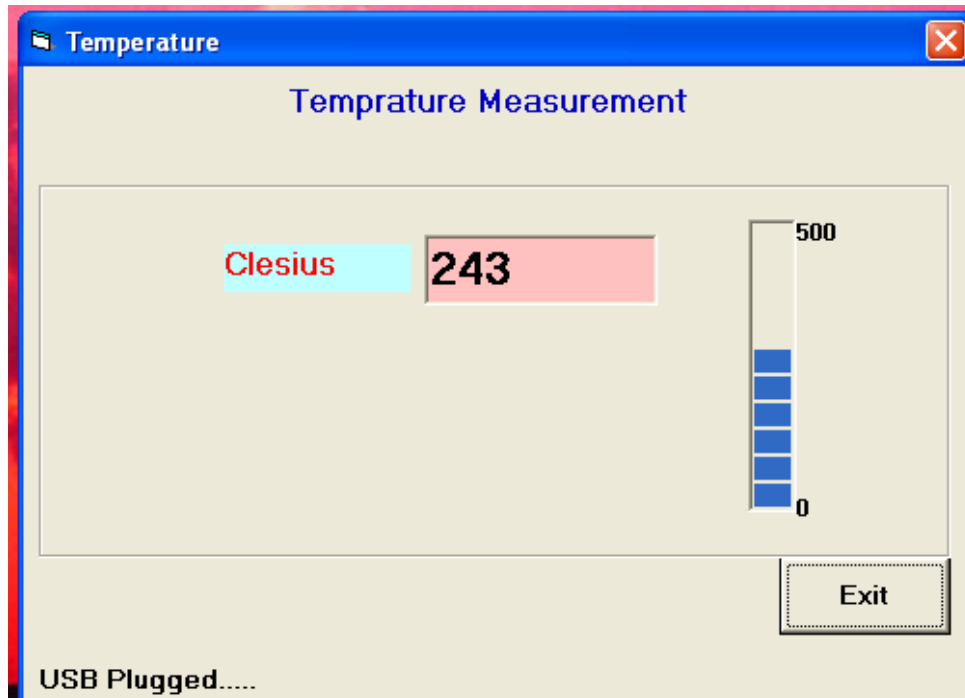 Temperature
Temprature Measurement
Clesius 243
500
0
Exit
USB Plugged.....